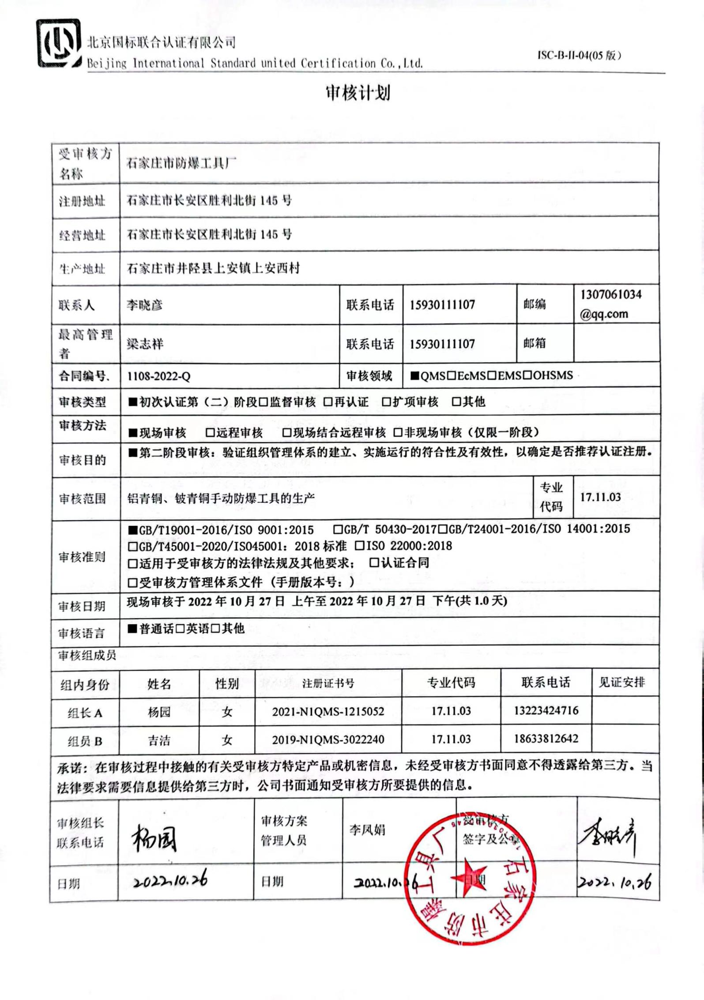 北京国标联合认证有限公司
Beijing International Standard united Certification Co.,Ltd.
ISC-B-II-04(05 版)
审核计划
受审核方名称 石家庄市防爆工具厂
注册地址 石家庄市长安区胜利北街 145 号
经营地址 石家庄市长安区胜利北街 145 号
生产地址 石家庄市井陉县上安镇上安西村
联系人 李晓彦 联系电话 15930111107 邮编 1307061034@qq.com
最高管理者 梁志祥 联系电话 15930111107 邮箱
合同编号. 1108-2022-Q 审核领域 ■QMS□EcMS□EMS□OHSMS
审核类型 ■初次认证第（二）阶段□监督审核 □再认证 □扩项审核 □其他
审核方法 ■现场审核 □远程审核 □现场结合远程审核 □非现场审核（仅限一阶段）
审核目的 ■第二阶段审核：验证组织管理体系的建立、实施运行的符合性及有效性，以确定是否推荐认证注册。
审核范围 铝青铜、铍青铜手动防爆工具的生产 专业代码 17.11.03
审核准则 ■GB/T19001-2016/ISO 9001:2015 □GB/T 50430-2017□GB/T24001-2016/ISO 14001:2015
□GB/T45001-2020/ISO45001：2018 标准 □ISO 22000:2018
□适用于受审核方的法律法规及其他要求； □认证合同
□受审核方管理体系文件（手册版本号：）
审核日期 现场审核于 2022 年 10 月 27 日 上午至 2022 年 10 月 27 日 下午(共 1.0 天)
审核语言 ■普通话□英语□其他
审核组成员
组内身份 姓名 性别 注册证书号 专业代码 联系电话 见证安排
组长 A 杨园 女 2021-N1QMS-1215052 17.11.03 13223424716
组员 B 吉洁 女 2019-N1QMS-3022240 17.11.03 18633812642
承诺：在审核过程中接触的有关受审核方特定产品或机密信息，未经受审核方书面同意不得透露给第三方。当
法律要求需要信息提供给第三方时，公司书面通知受审核方所要提供的信息。
审核组长联系电话 杨园 审核方案管理人员 李凤娟 受审核方签字及公章 李晓彦
日期 2022.10.26 日期 2022.10.26 日期 2022.10.26
石家庄市防爆工具厂